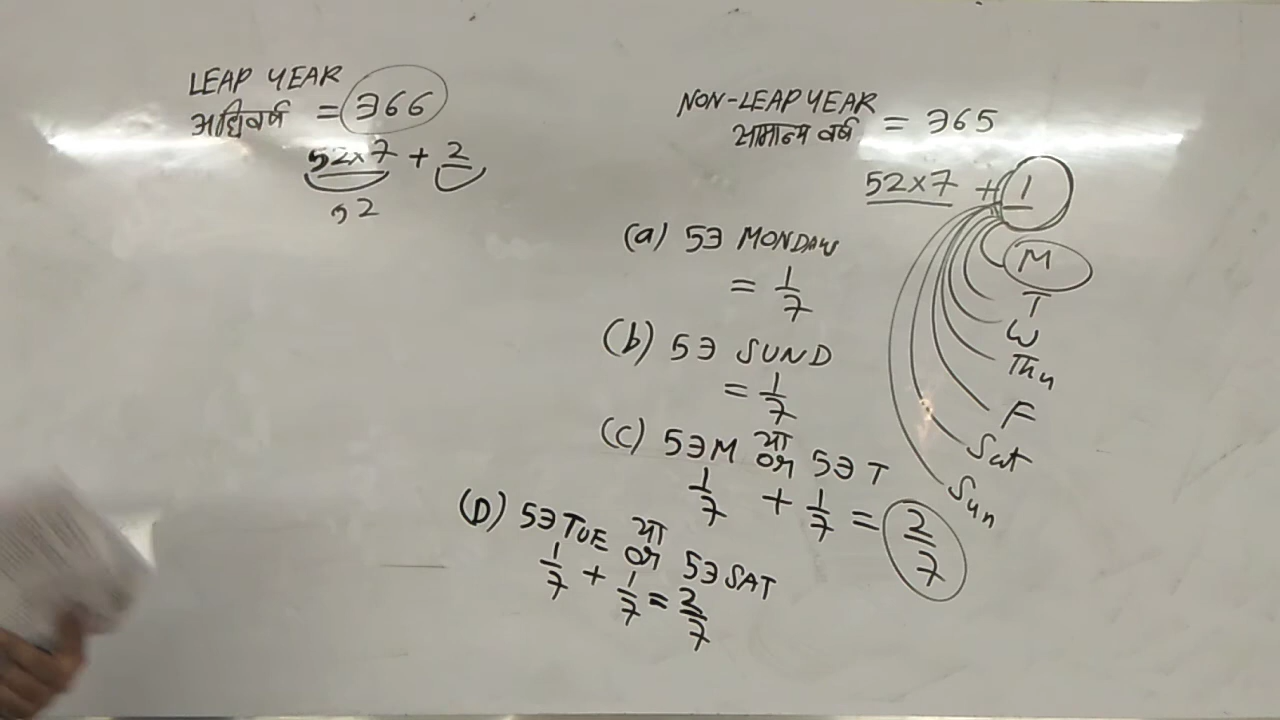 LEAP YEAR
अधिवर्ष = 366
52×7 + 2
52
NON-LEAP YEAR
सामान्य वर्ष = 365
52×7 + 1
M
T
W
Thu
F
Sat
Sun
(a) 53 MONDAY
= 1/7
(b) 53 SUND
= 1/7
(C) 53M या or 53 T
1/7 + 1/7 = 2/7
(D) 53 TUE या or 53 SAT
1/7 + 1/7 = 2/7